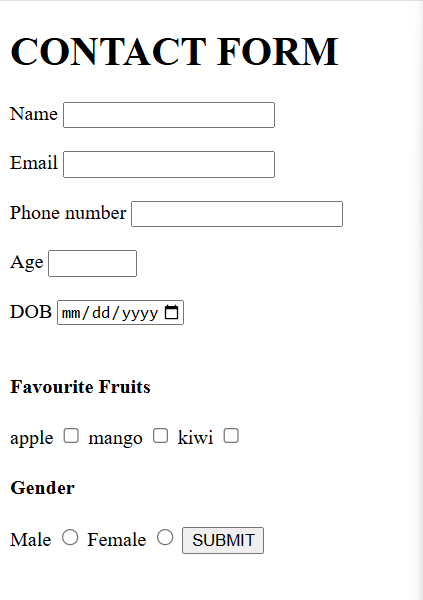 CONTACT FORM
Name
Email
Phone number
Age
DOB mm/dd/yyyy
Favourite Fruits
apple mango kiwi
Gender
Male Female SUBMIT